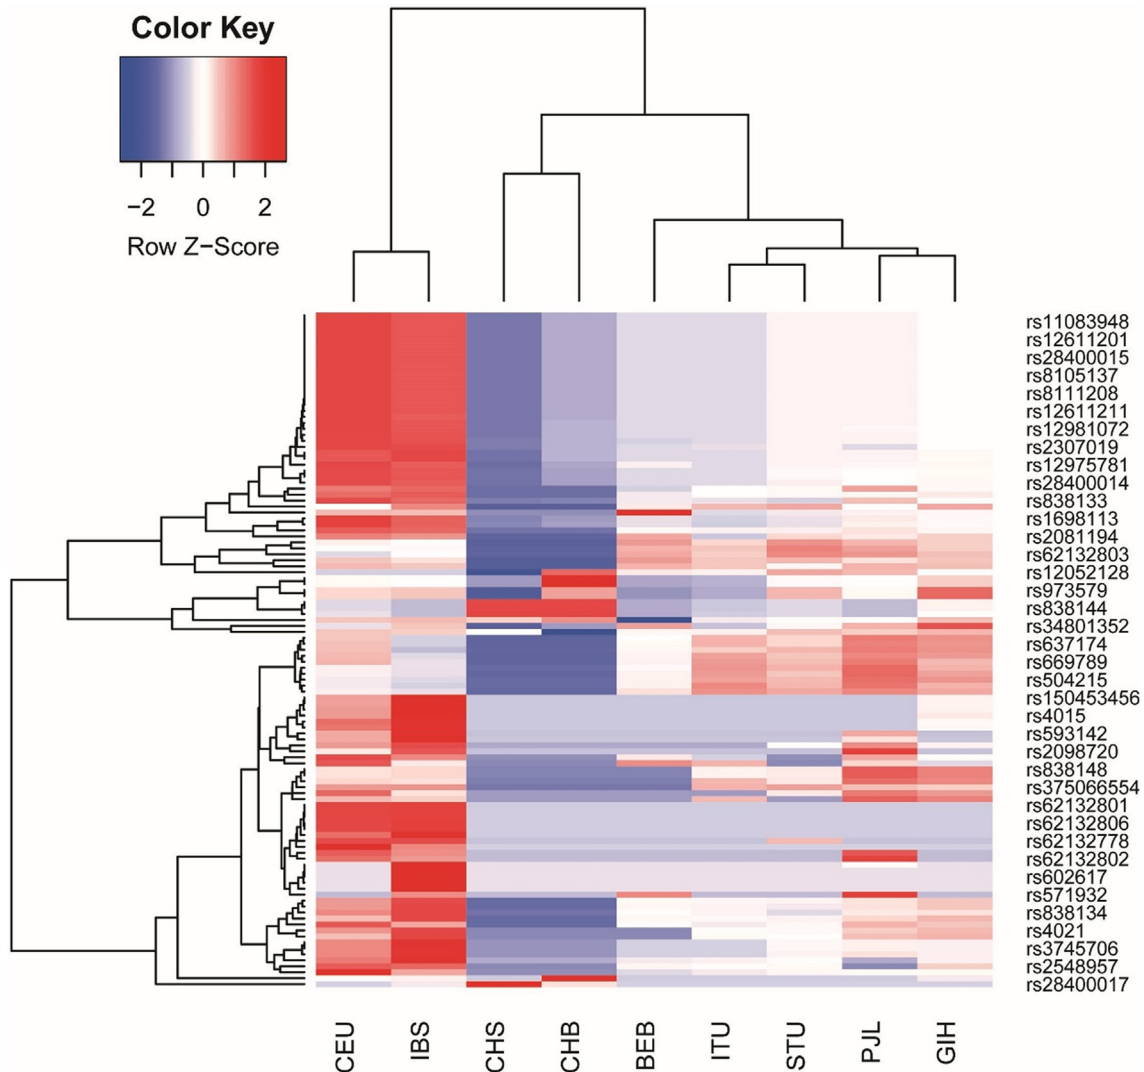 Color Key
−2 0 2
Row Z−Score
rs11083948
rs12611201
rs28400015
rs8105137
rs8111208
rs12611211
rs12981072
rs2307019
rs12975781
rs28400014
rs838133
rs1698113
rs2081194
rs62132803
rs12052128
rs973579
rs838144
rs34801352
rs637174
rs669789
rs504215
rs150453456
rs4015
rs593142
rs2098720
rs838148
rs375066554
rs62132801
rs62132806
rs62132778
rs62132802
rs602617
rs571932
rs838134
rs4021
rs3745706
rs2548957
rs28400017
CEU IBS CHS CHB BEB ITU STU PJL GIH